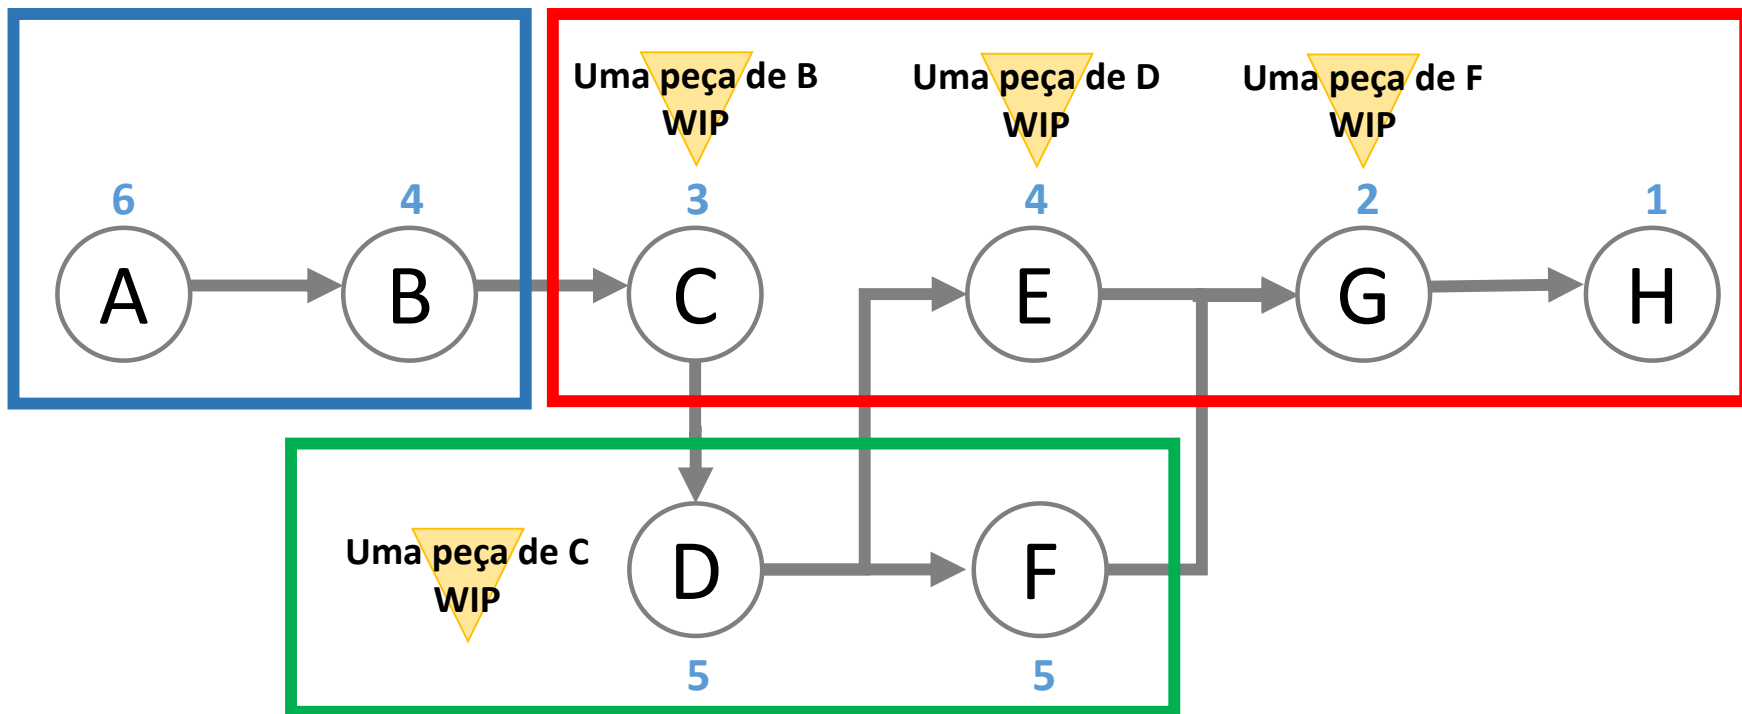 Uma peça de B
WIP
Uma peça de D
WIP
Uma peça de F
WIP
6
4
3
4
2
1
A
B
C
E
G
H
Uma peça de C
WIP
D
F
5
5